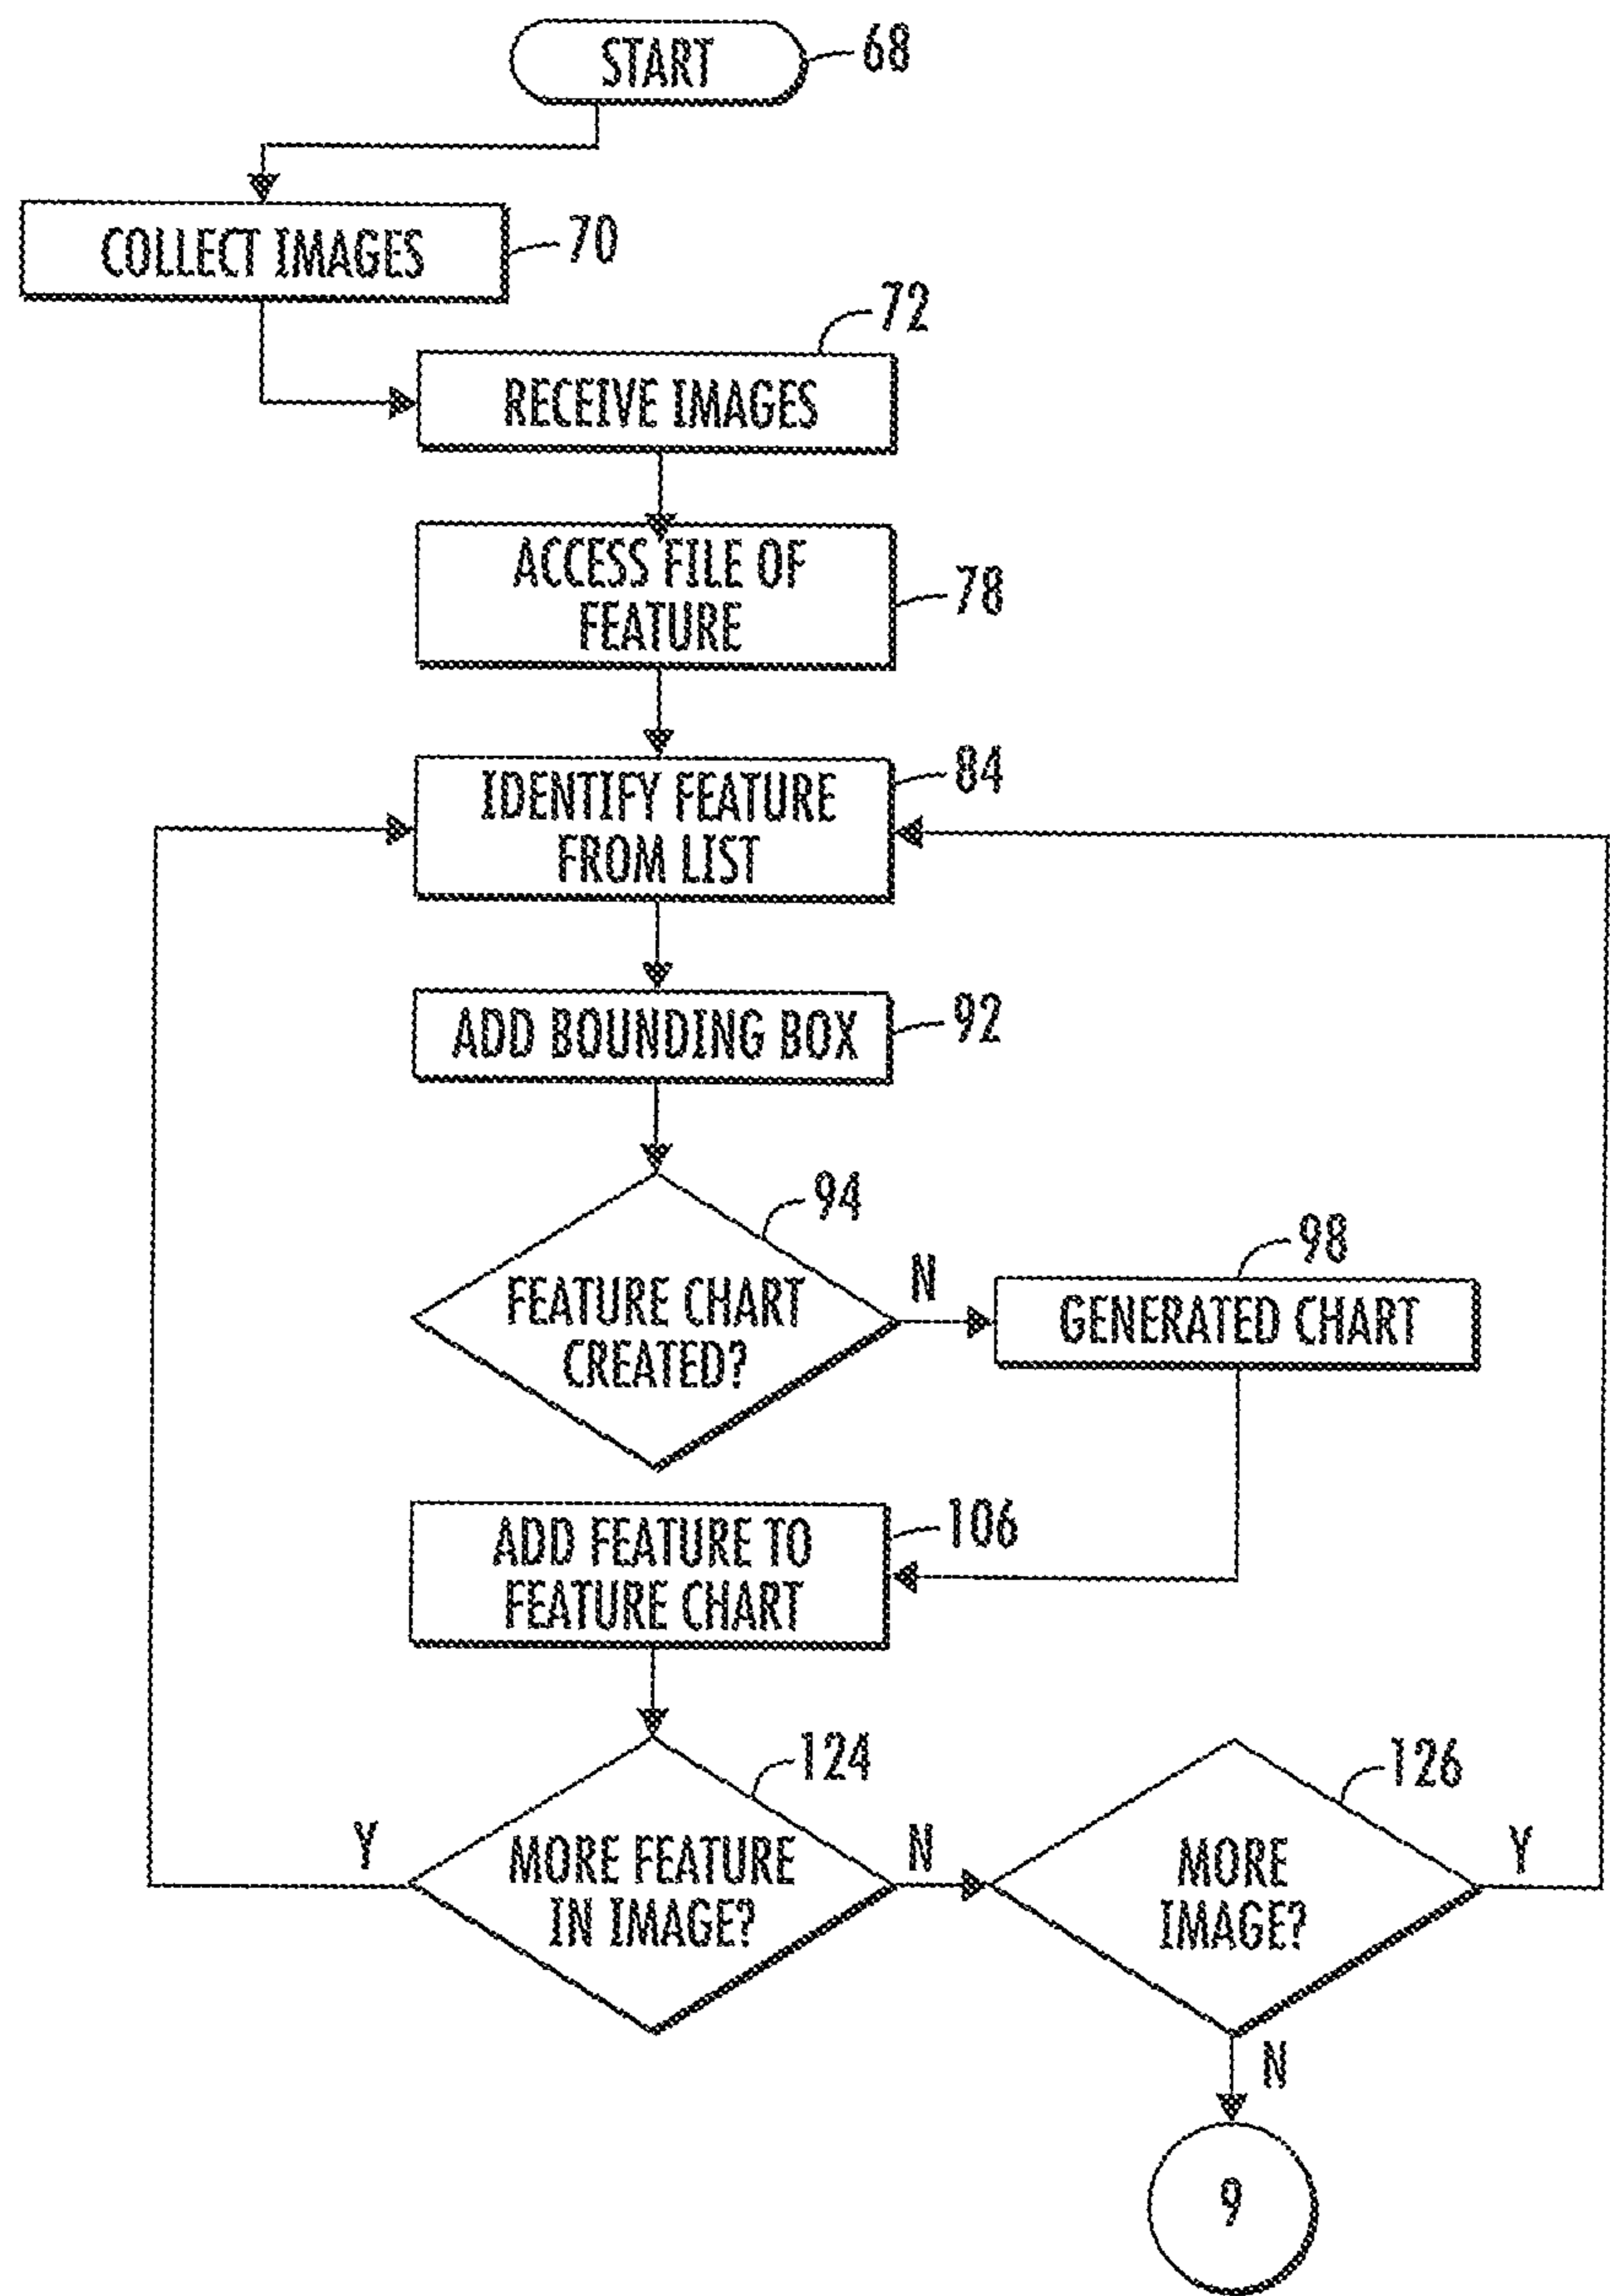 START
68
COLLECT IMAGES
70
72
RECEIVE IMAGES
ACCESS FILE OF
FEATURE
78
84
IDENTIFY FEATURE
FROM LIST
ADD BOUNDING BOX
92
94
FEATURE CHART
CREATED?
N
98
GENERATED CHART
106
ADD FEATURE TO
FEATURE CHART
124
Y
MORE FEATURE
IN IMAGE?
N
126
MORE
IMAGE?
Y
N
9